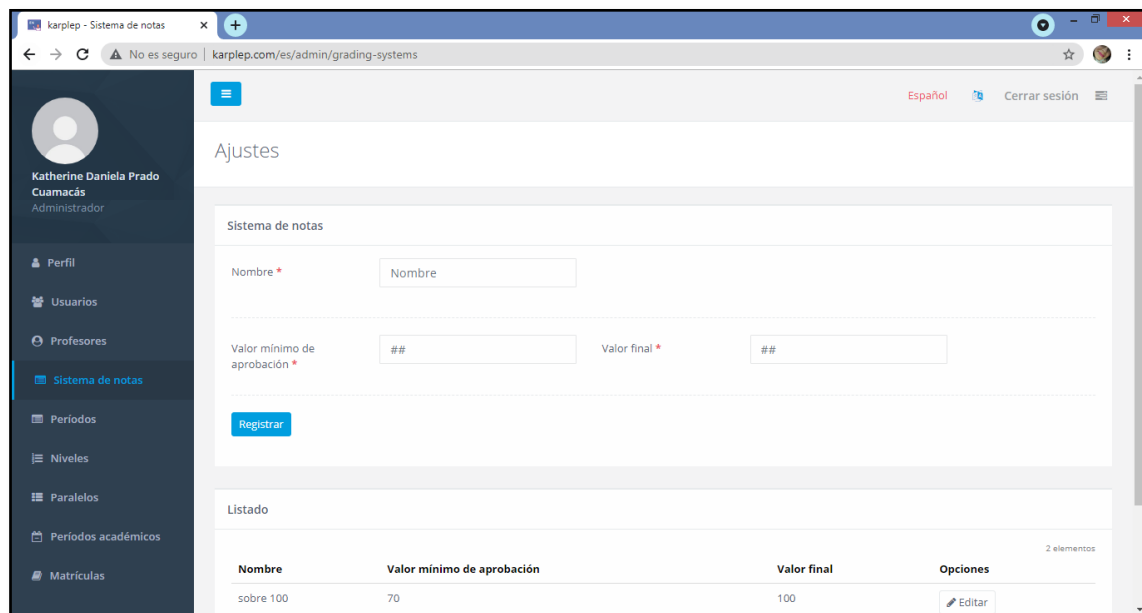 karplep - Sistema de notas
No es seguro | karplep.com/es/admin/grading-systems
Español Cerrar sesión
Katherine Daniela Prado
Cuamacás
Administrador
Perfil
Usuarios
Profesores
Sistema de notas
Períodos
Niveles
Paralelos
Períodos académicos
Matrículas
Ajustes
Sistema de notas
Nombre * Nombre
Valor mínimo de
aprobación * ## Valor final * ##
Registrar
Listado
2 elementos
Nombre Valor mínimo de aprobación Valor final Opciones
sobre 100 70 100 Editar